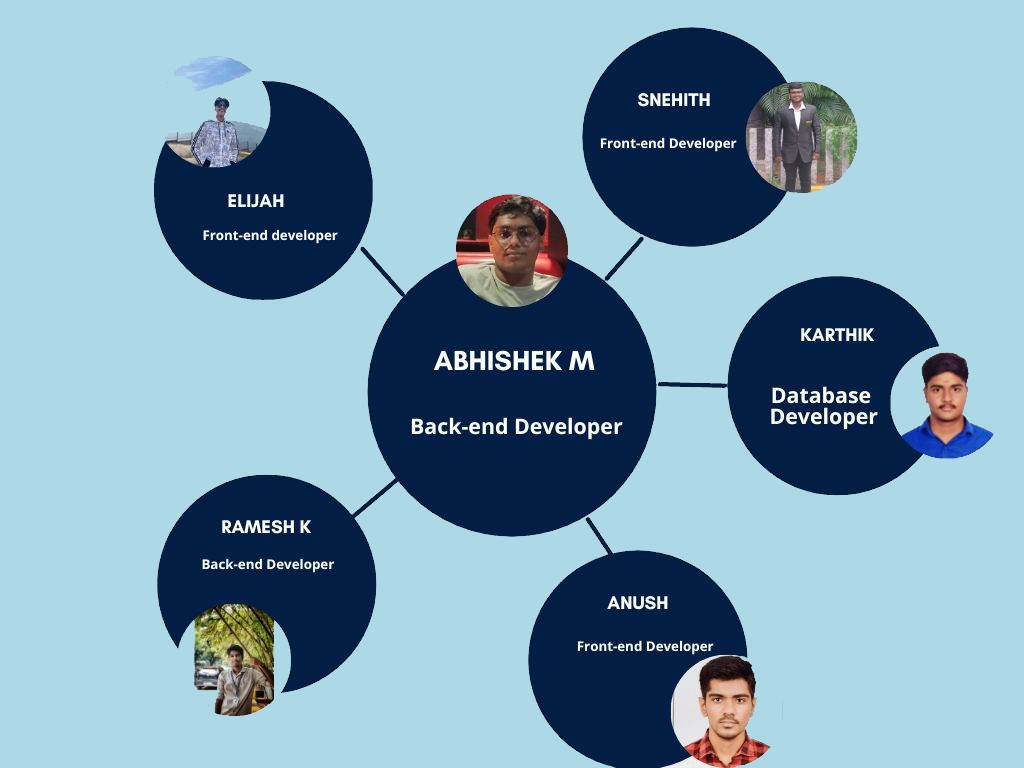 SNEHITH
Front-end Developer
ELIJAH
Front-end developer
KARTHIK
Database
Developer
ABHISHEK M
Back-end Developer
RAMESH K
Back-end Developer
ANUSH
Front-end Developer